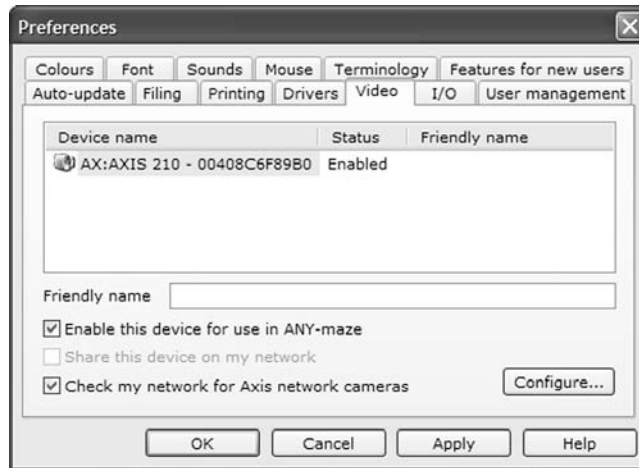 Preferences
Colours Font Sounds Mouse Terminology Features for new users
Auto-update Filing Printing Drivers Video I/O User management
Device name Status Friendly name
AX:AXIS 210 - 00408C6F89B0 Enabled
Friendly name
Enable this device for use in ANY-maze
Share this device on my network
Check my network for Axis network cameras
Configure...
OK Cancel Apply Help